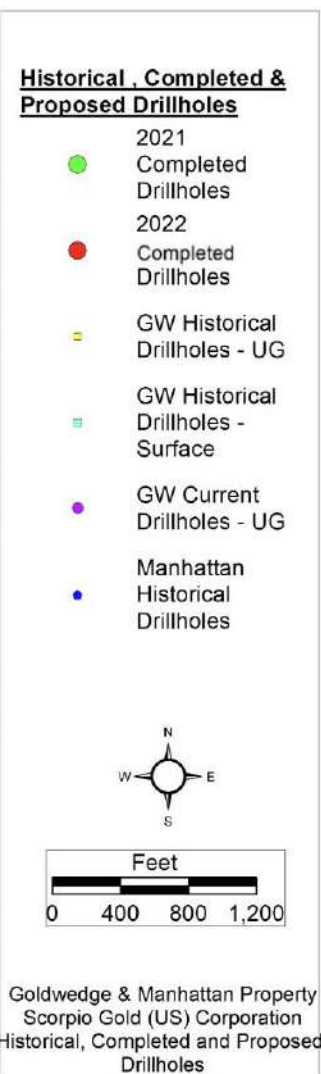 Historical , Completed &
Proposed Drillholes
2021
Completed
Drillholes
2022
Completed
Drillholes
GW Historical
Drillholes - UG
GW Historical
Drillholes -
Surface
GW Current
Drillholes - UG
Manhattan
Historical
Drillholes
N
W E
S
Feet
0 400 800 1,200
Goldwedge & Manhattan Property
Scorpio Gold (US) Corporation
Historical, Completed and Proposed
Drillholes